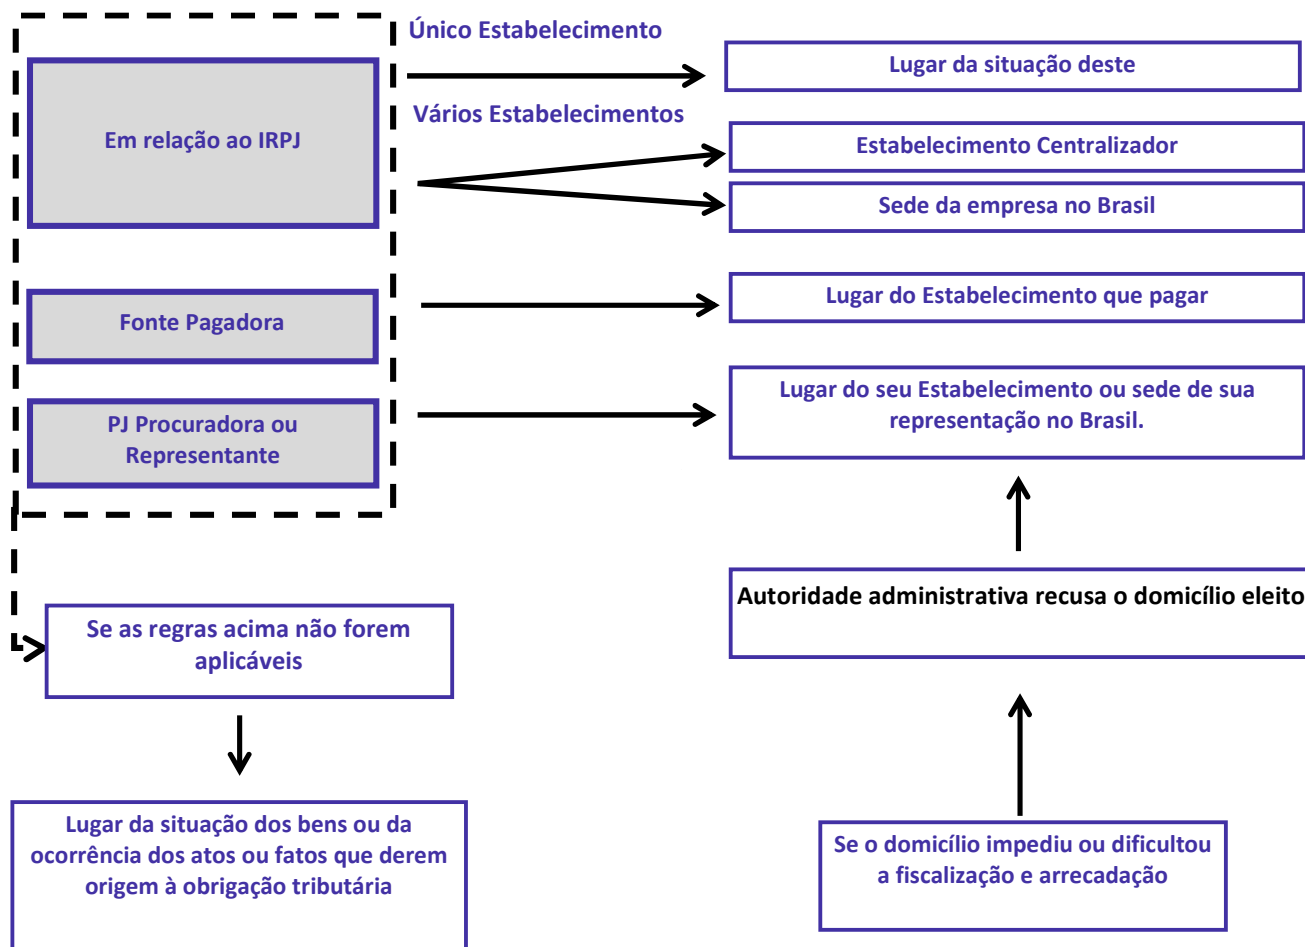 Único Estabelecimento
Lugar da situação deste
Em relação ao IRPJ
Vários Estabelecimentos
Estabelecimento Centralizador
Sede da empresa no Brasil
Fonte Pagadora
Lugar do Estabelecimento que pagar
PJ Procuradora ou
Representante
Lugar do seu Estabelecimento ou sede de sua
representação no Brasil.
Autoridade administrativa recusa o domicílio eleito
Se as regras acima não forem
aplicáveis
Lugar da situação dos bens ou da
ocorrência dos atos ou fatos que derem
origem à obrigação tributária
Se o domicílio impediu ou dificultou
a fiscalização e arrecadação